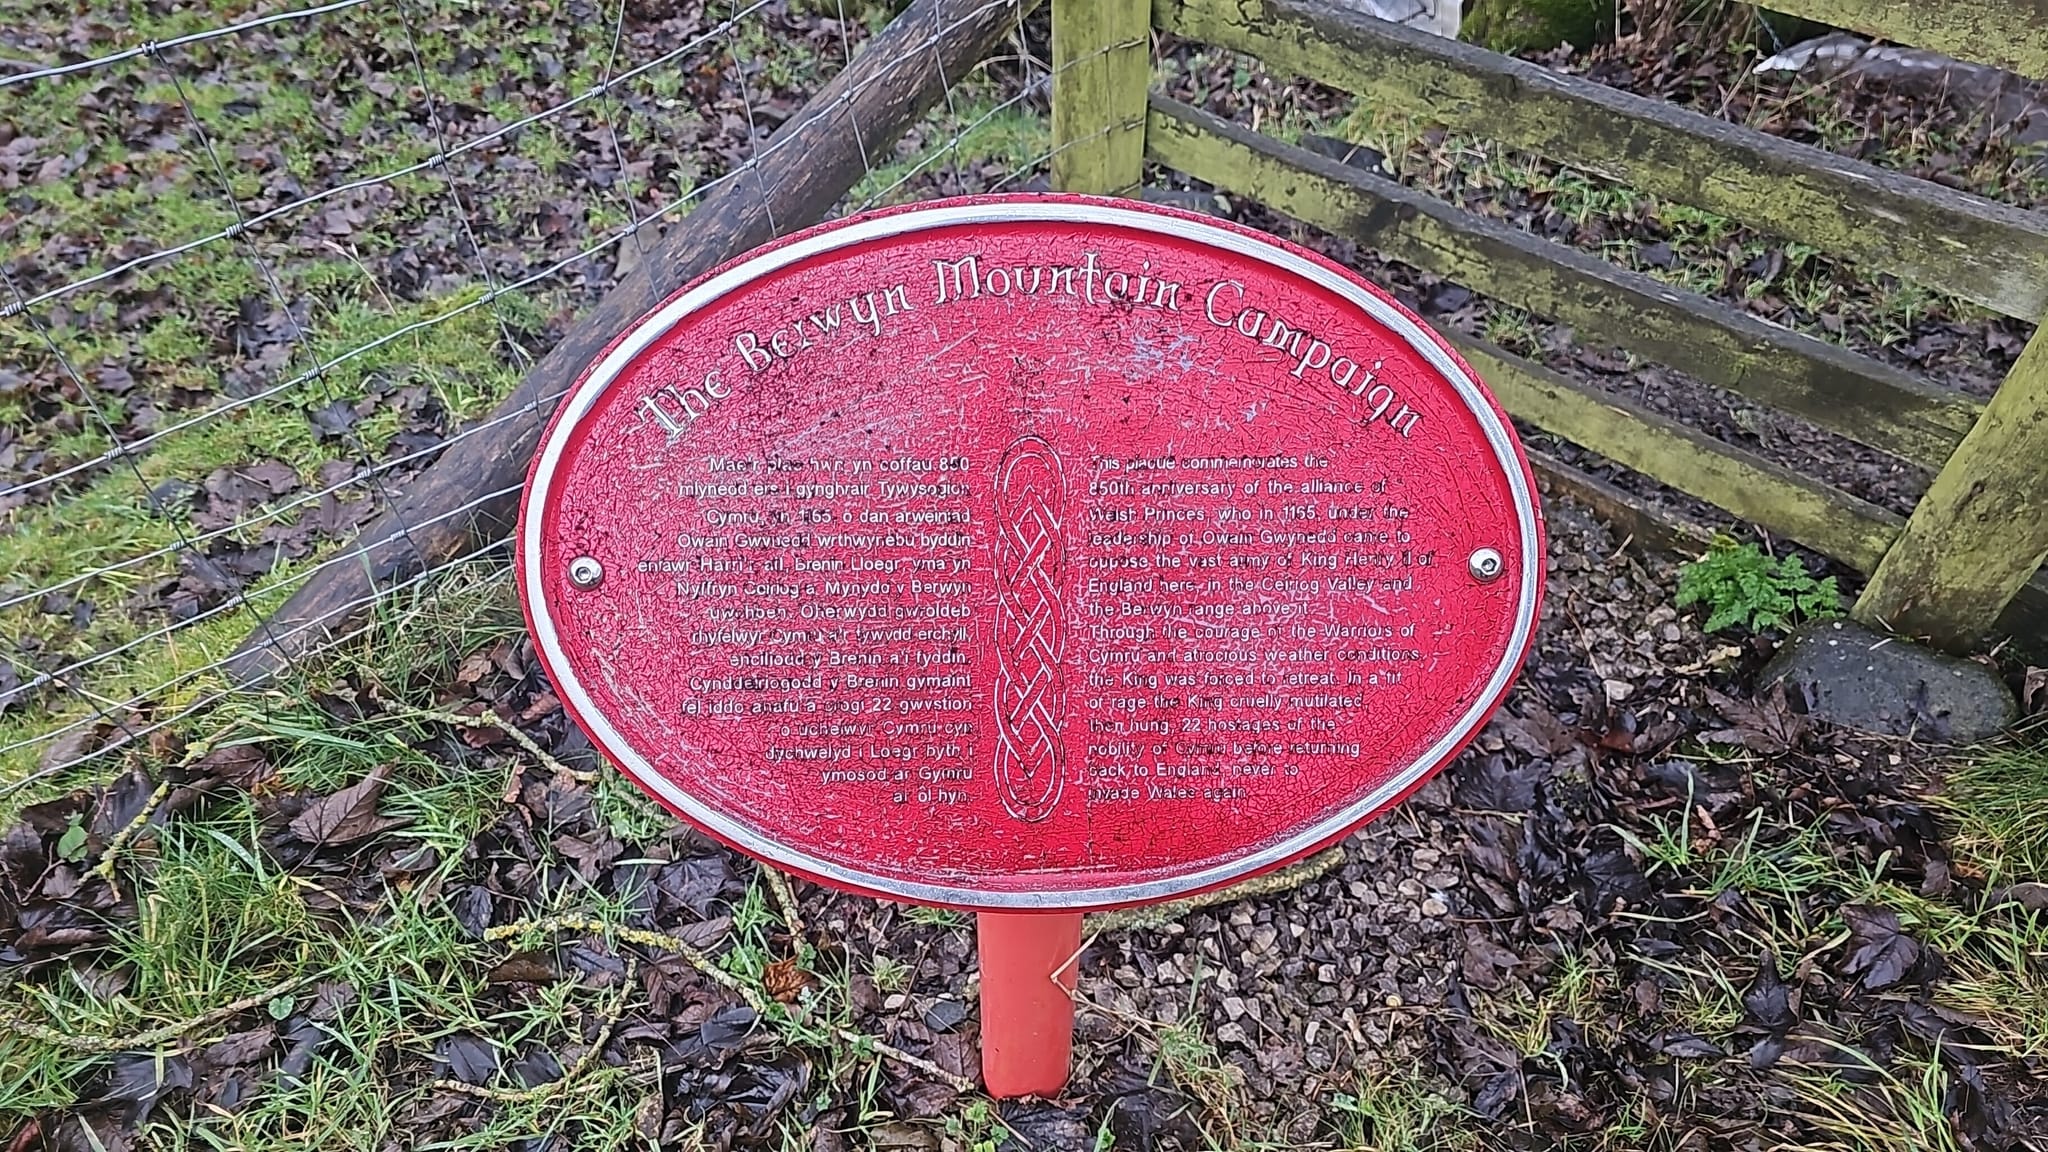 The Berwyn Mountain Campaign
Mae'r plac hwn yn coffau 850
mlynedd ers i gynghrair Tywysogion
Cymru, yn 1165, o dan arweiniad
Owain Gwynedd wrthwynebu byddin
enfawr Harri'r ail, Brenin Lloegr, yma yn
Nyffryn Ceiriog a Mynydd y Berwyn
uwchben. Oherwydd gwroldeb
rhyfelwyr Cymru a'r tywydd erchyll,
enciliodd y Brenin a'i fyddin.
Cynddeiriogodd y Brenin gymaint
fel iddo anafu a chrogi 22 gwystlon
o uchelwyr Cymru cyn
dychwelyd i Loegr byth i
ymosod ar Gymru
ar ôl hyn.
This plaque commemorates the
850th anniversary of the alliance of
Welsh Princes, who in 1165, under the
leadership of Owain Gwynedd came to
oppose the vast army of King Henry II of
England here, in the Ceiriog Valley and
the Berwyn range above it.
Through the courage of the Warriors of
Cymru and atrocious weather conditions,
the King was forced to retreat. In a fit
of rage the King cruelly mutilated,
then hung, 22 hostages of the
nobility of Cymru before returning
back to England, never to
invade Wales again.